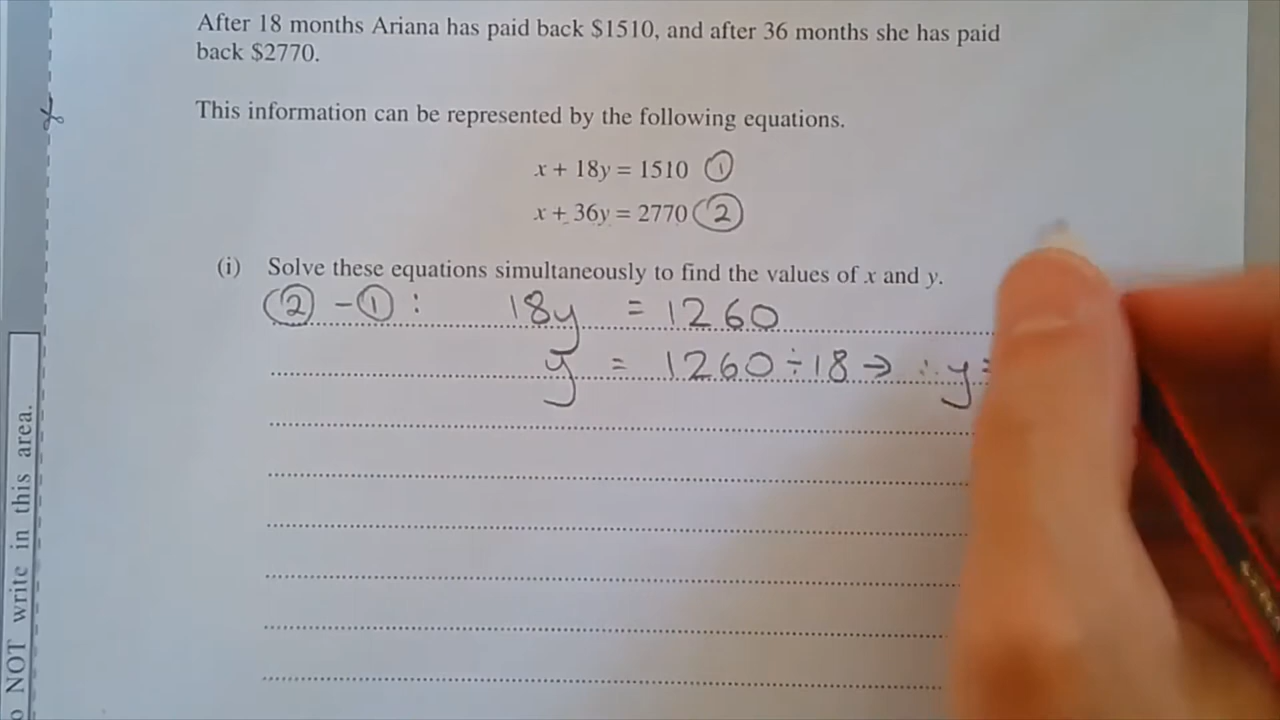 After 18 months Ariana has paid back $1510, and after 36 months she has paid
back $2770.
This information can be represented by the following equations.
x + 18y = 1510 ①
x + 36y = 2770 ②
(i) Solve these equations simultaneously to find the values of x and y.
② - ① : 18y = 1260
y = 1260 ÷ 18 → ∴ y =
NOT write in this area.